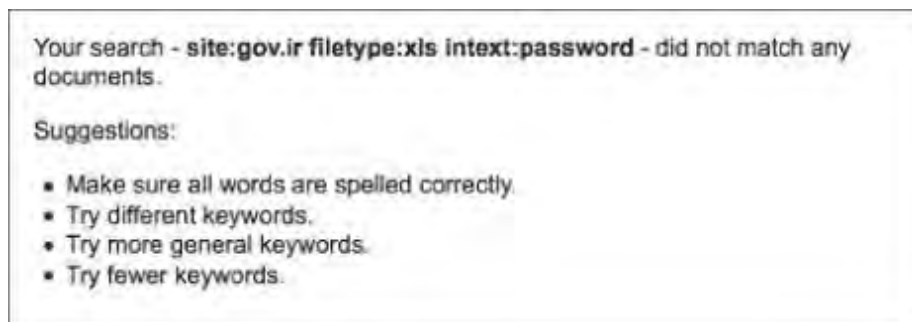 Your search - site:gov.ir filetype:xls intext:password - did not match any
documents.
Suggestions:
• Make sure all words are spelled correctly.
• Try different keywords.
• Try more general keywords.
• Try fewer keywords.